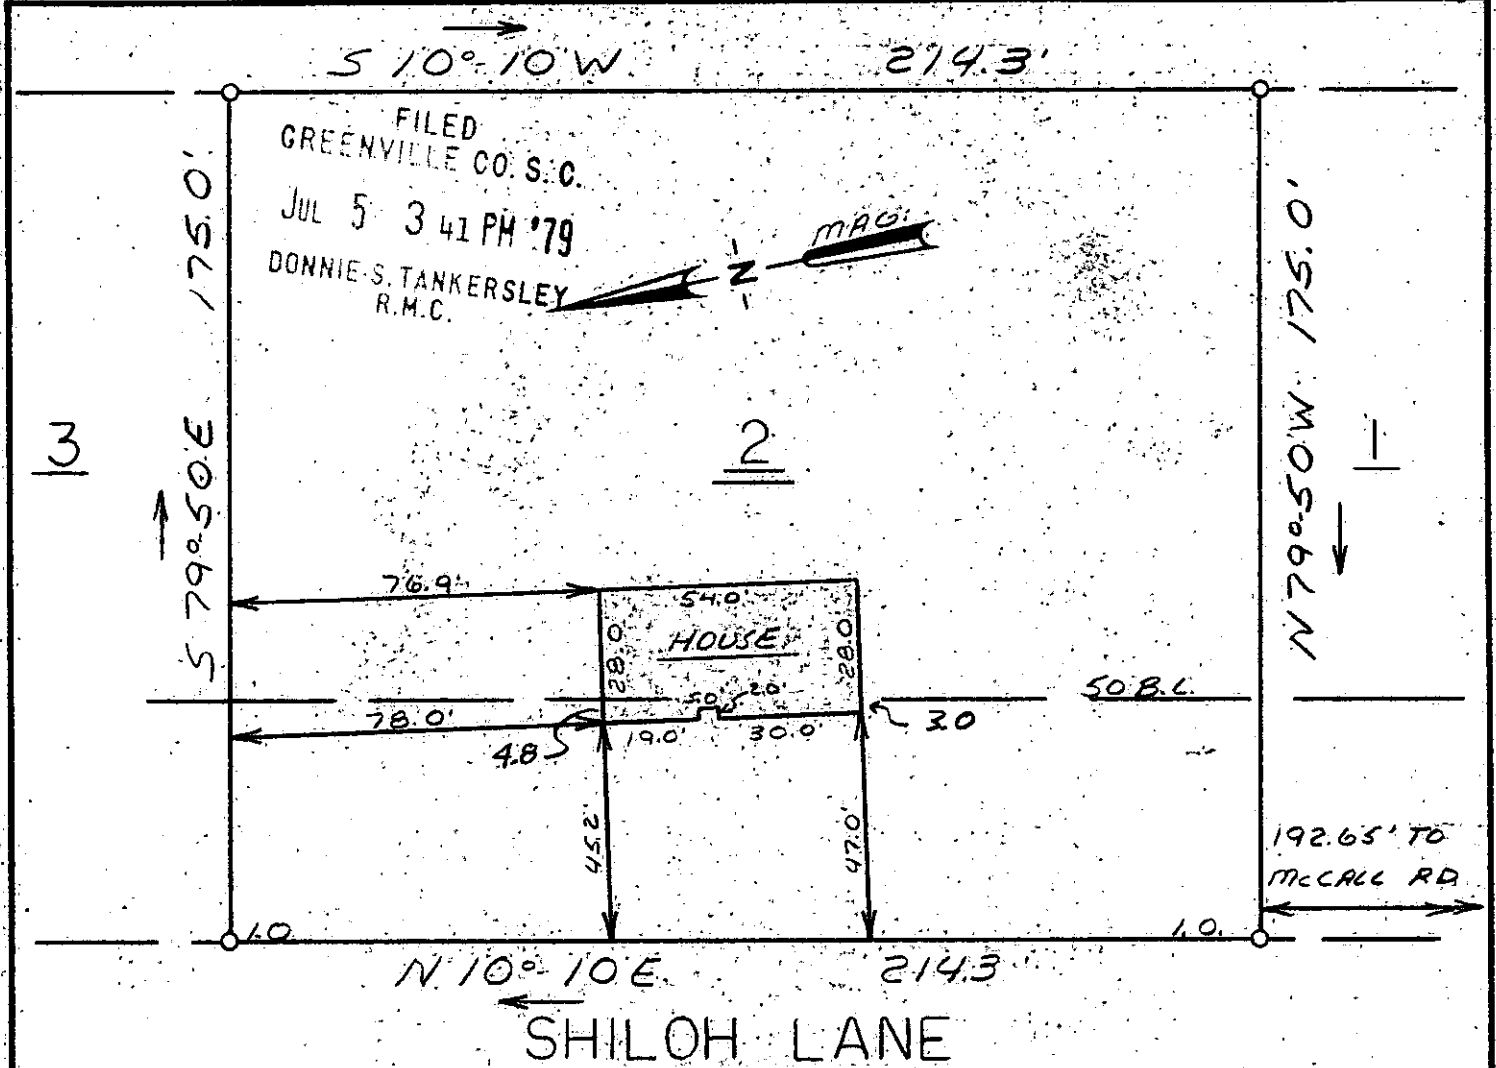 S 10°-10'W. 214.3'
FILED
GREENVILLE CO. S. C.
JUL 5 3 41 PM '79
DONNIE S. TANKERSLEY
R.M.C.
MAG.
N
S 79°-50'E 175.0'
N 79°-50'W. 175.0'
3
2
1
76.9'
54.0'
HOUSE
28.0'
28.0'
50' B.L.
5.0'
2.0'
78.0'
19.0'
30.0'
4.8
3.0
45.2'
47.0'
192.65' TO
McCALL RD.
I.O.
I.O.
N 10°-10'E. 214.3'
SHILOH LANE